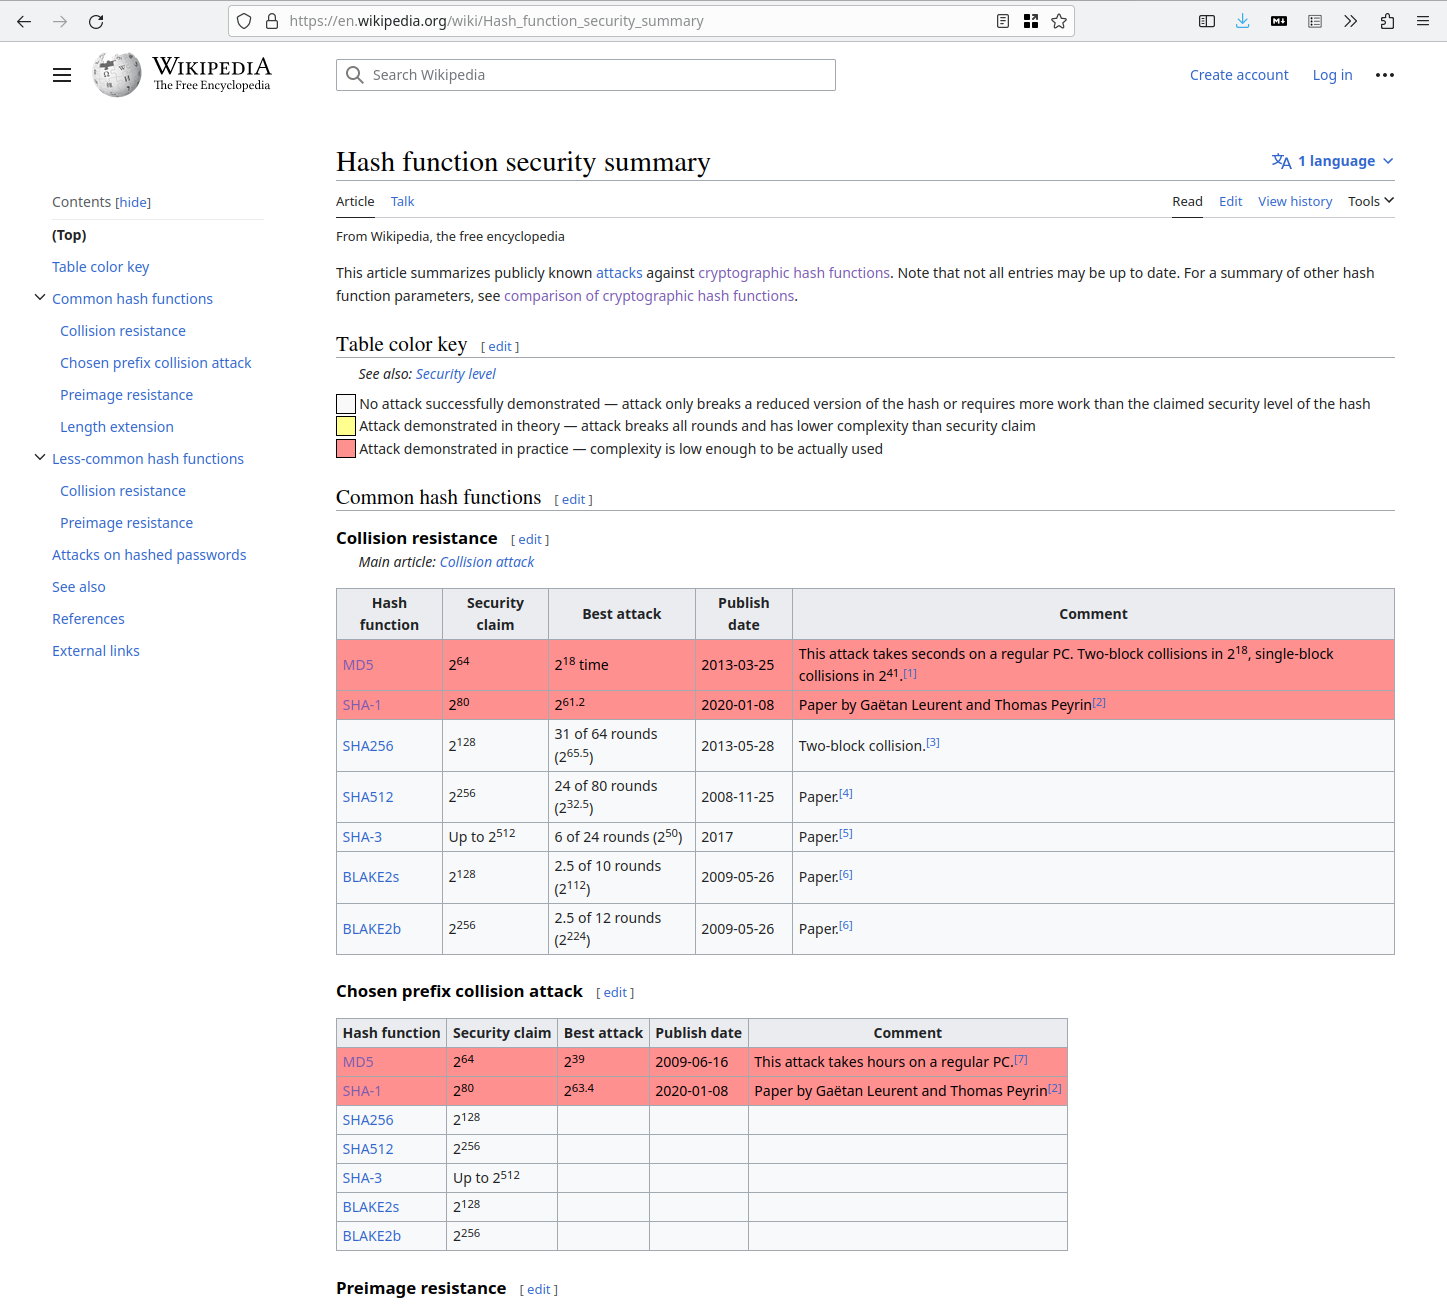 https://en.wikipedia.org/wiki/Hash_function_security_summary
WIKIPEDIA
The Free Encyclopedia
Search Wikipedia
Create account
Log in
Hash function security summary
1 language
Contents [hide]
(Top)
Table color key
Common hash functions
Collision resistance
Chosen prefix collision attack
Preimage resistance
Length extension
Less-common hash functions
Collision resistance
Preimage resistance
Attacks on hashed passwords
See also
References
External links
Article Talk Read Edit View history Tools
From Wikipedia, the free encyclopedia
This article summarizes publicly known attacks against cryptographic hash functions. Note that not all entries may be up to date. For a summary of other hash
function parameters, see comparison of cryptographic hash functions.
Table color key [ edit ]
See also: Security level
No attack successfully demonstrated — attack only breaks a reduced version of the hash or requires more work than the claimed security level of the hash
Attack demonstrated in theory — attack breaks all rounds and has lower complexity than security claim
Attack demonstrated in practice — complexity is low enough to be actually used
Common hash functions [ edit ]
Collision resistance [ edit ]
Main article: Collision attack
Hash function Security claim Best attack Publish date Comment
MD5 2^64 2^18 time 2013-03-25 This attack takes seconds on a regular PC. Two-block collisions in 2^18, single-block
collisions in 2^41.[1]
SHA-1 2^80 2^61.2 2020-01-08 Paper by Gaëtan Leurent and Thomas Peyrin[2]
SHA256 2^128 31 of 64 rounds (2^65.5) 2013-05-28 Two-block collision.[3]
SHA512 2^256 24 of 80 rounds (2^32.5) 2008-11-25 Paper.[4]
SHA-3 Up to 2^512 6 of 24 rounds (2^50) 2017 Paper.[5]
BLAKE2s 2^128 2.5 of 10 rounds (2^112) 2009-05-26 Paper.[6]
BLAKE2b 2^256 2.5 of 12 rounds (2^224) 2009-05-26 Paper.[6]
Chosen prefix collision attack [ edit ]
Hash function Security claim Best attack Publish date Comment
MD5 2^64 2^39 2009-06-16 This attack takes hours on a regular PC.[7]
SHA-1 2^80 2^63.4 2020-01-08 Paper by Gaëtan Leurent and Thomas Peyrin[2]
SHA256 2^128
SHA512 2^256
SHA-3 Up to 2^512
BLAKE2s 2^128
BLAKE2b 2^256
Preimage resistance [ edit ]